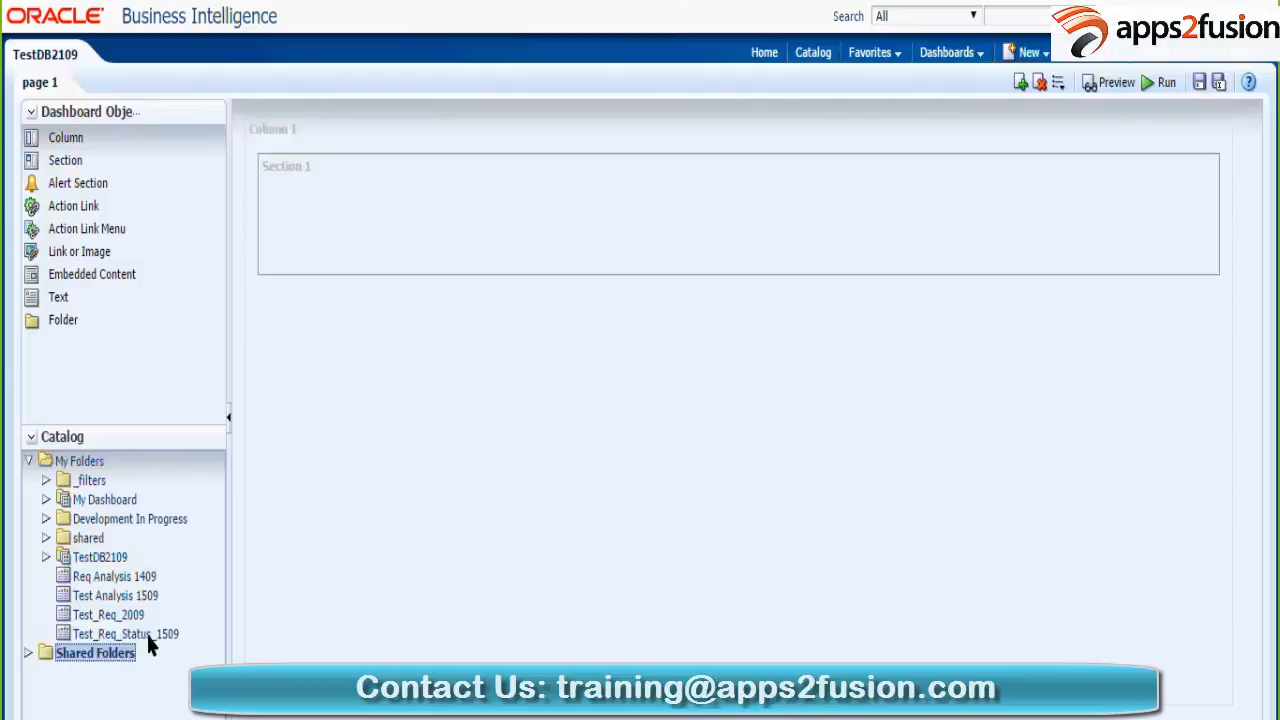 ORACLE Business Intelligence
Search All
apps2fusion
TestDB2109
Home Catalog Favorites Dashboards New
page 1
Preview Run
Dashboard Obje...
Column
Section
Alert Section
Action Link
Action Link Menu
Link or Image
Embedded Content
Text
Folder
Column 1
Section 1
Catalog
My Folders
_filters
My Dashboard
Development In Progress
shared
TestDB2109
Req Analysis 1409
Test Analysis 1509
Test_Req_2009
Test_Req_Status_1509
Shared Folders
Contact Us: training@apps2fusion.com